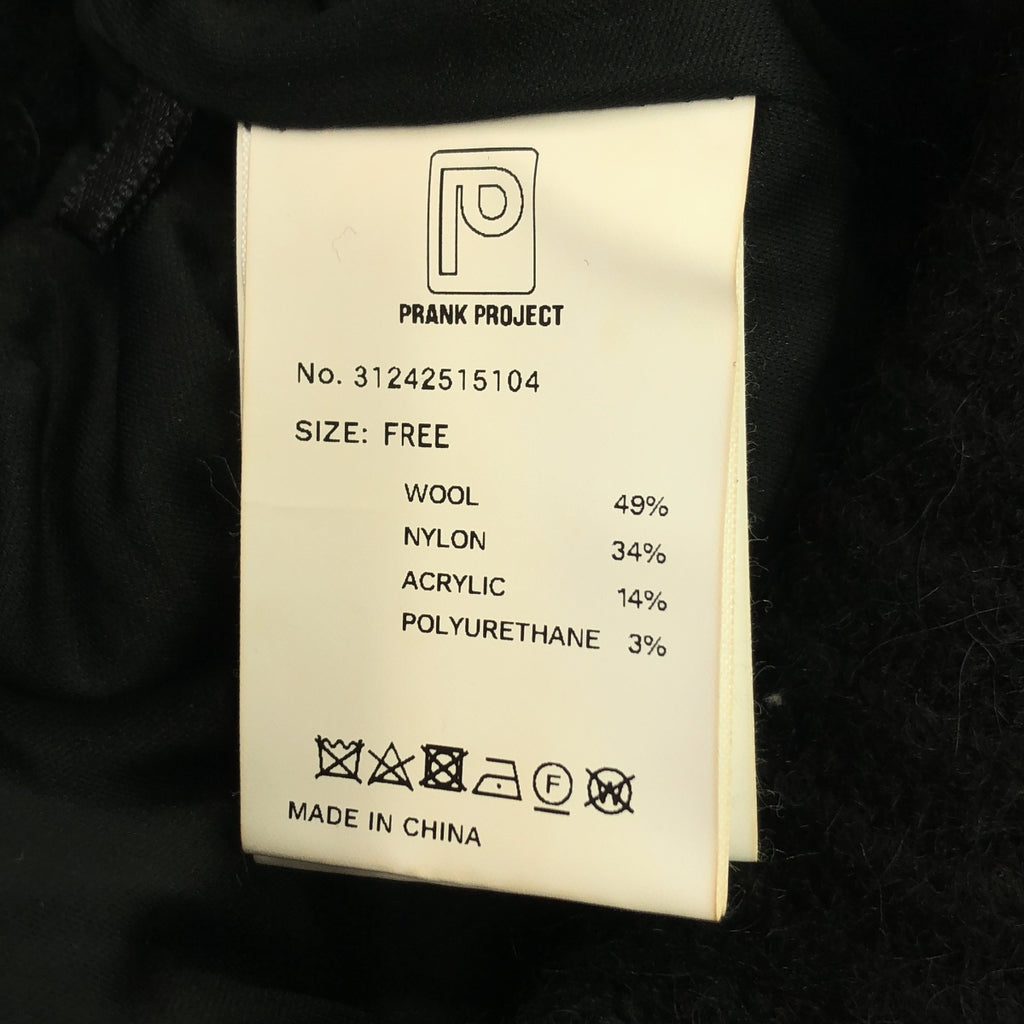 P
PRANK PROJECT
No. 31242515104
SIZE: FREE
WOOL 49%
NYLON 34%
ACRYLIC 14%
POLYURETHANE 3%
F W
MADE IN CHINA